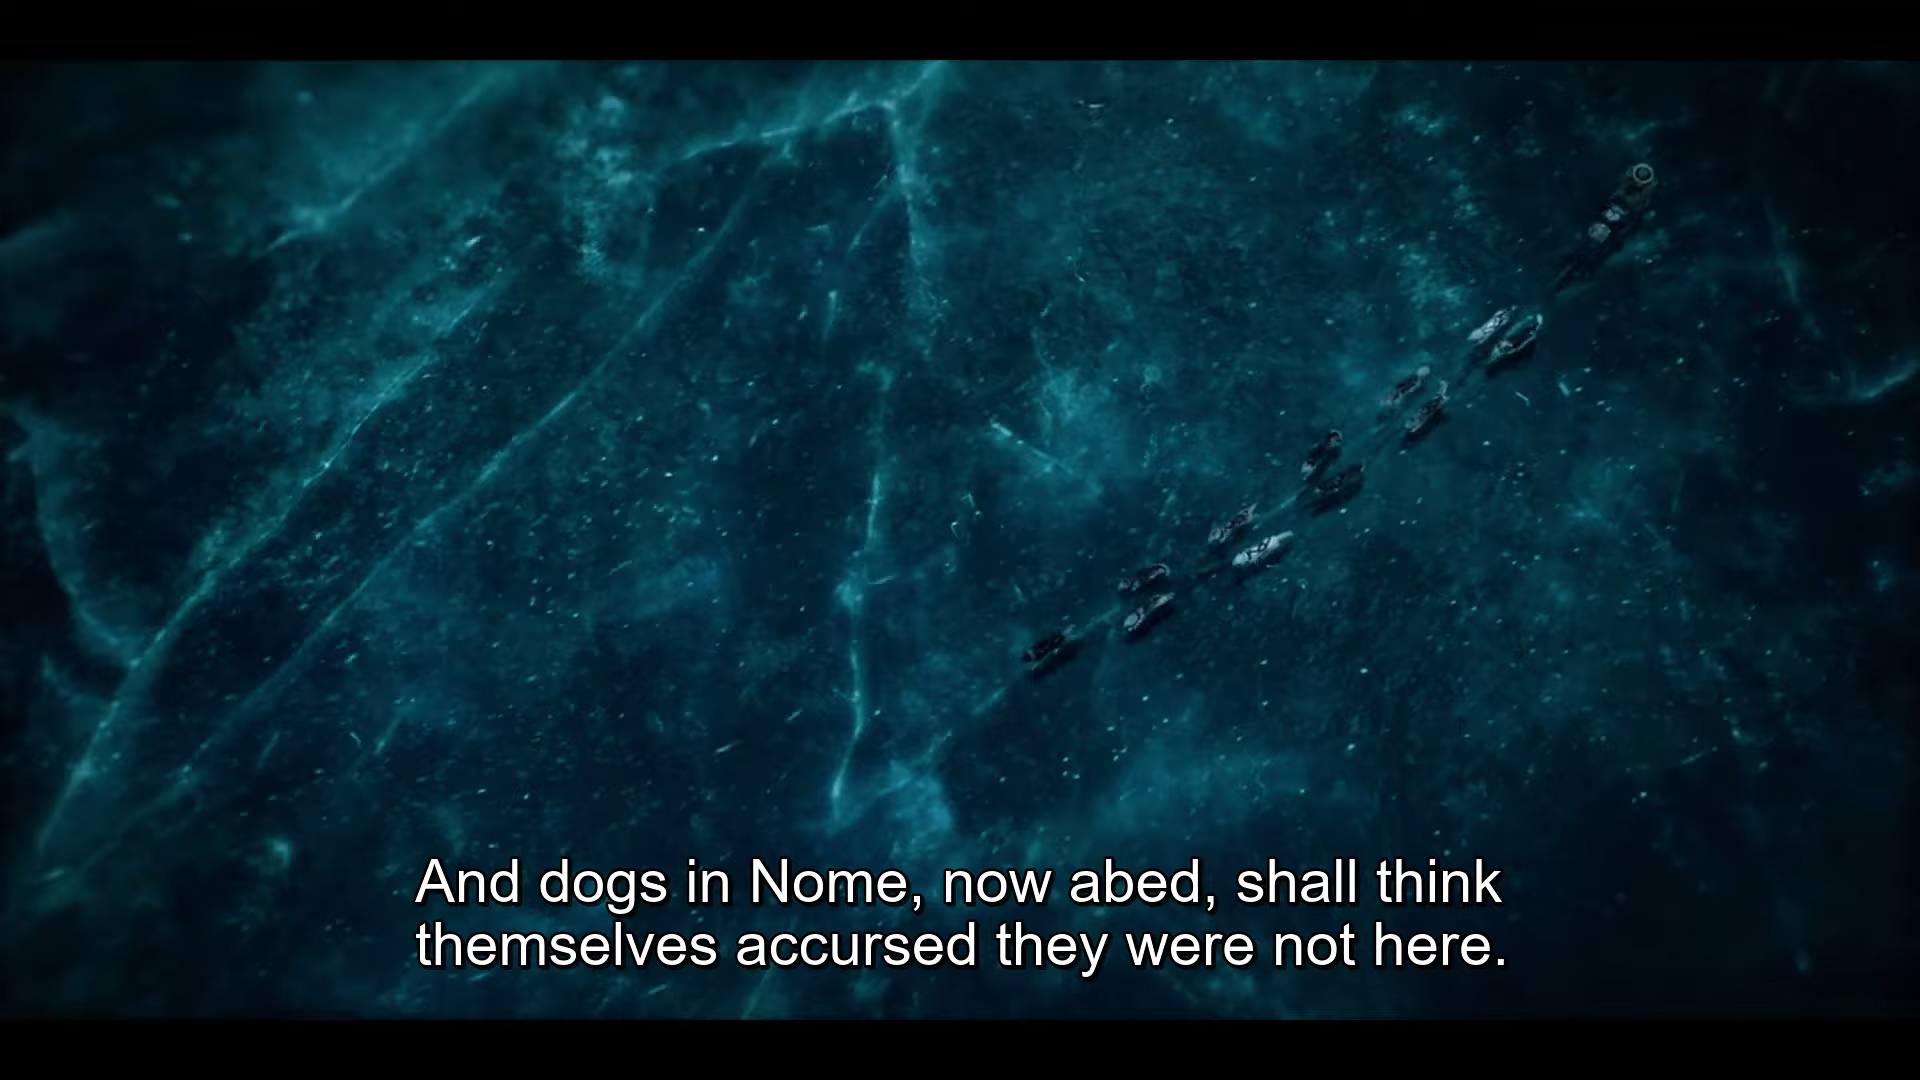 And dogs in Nome, now abed, shall think
themselves accursed they were not here.